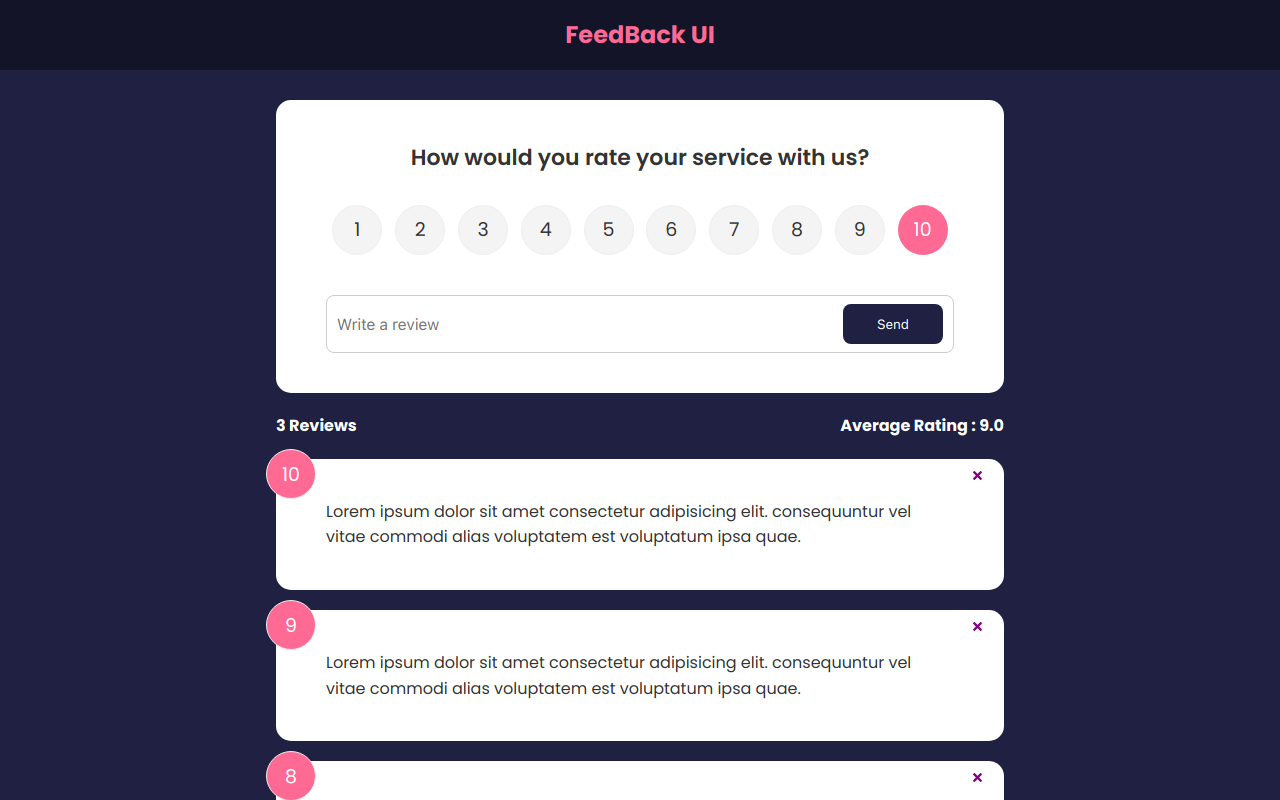 FeedBack UI
How would you rate your service with us?
1 2 3 4 5 6 7 8 9 10
Write a review
Send
3 Reviews
Average Rating : 9.0
10
Lorem ipsum dolor sit amet consectetur adipisicing elit. consequuntur vel
vitae commodi alias voluptatem est voluptatum ipsa quae.
9
Lorem ipsum dolor sit amet consectetur adipisicing elit. consequuntur vel
vitae commodi alias voluptatem est voluptatum ipsa quae.
8